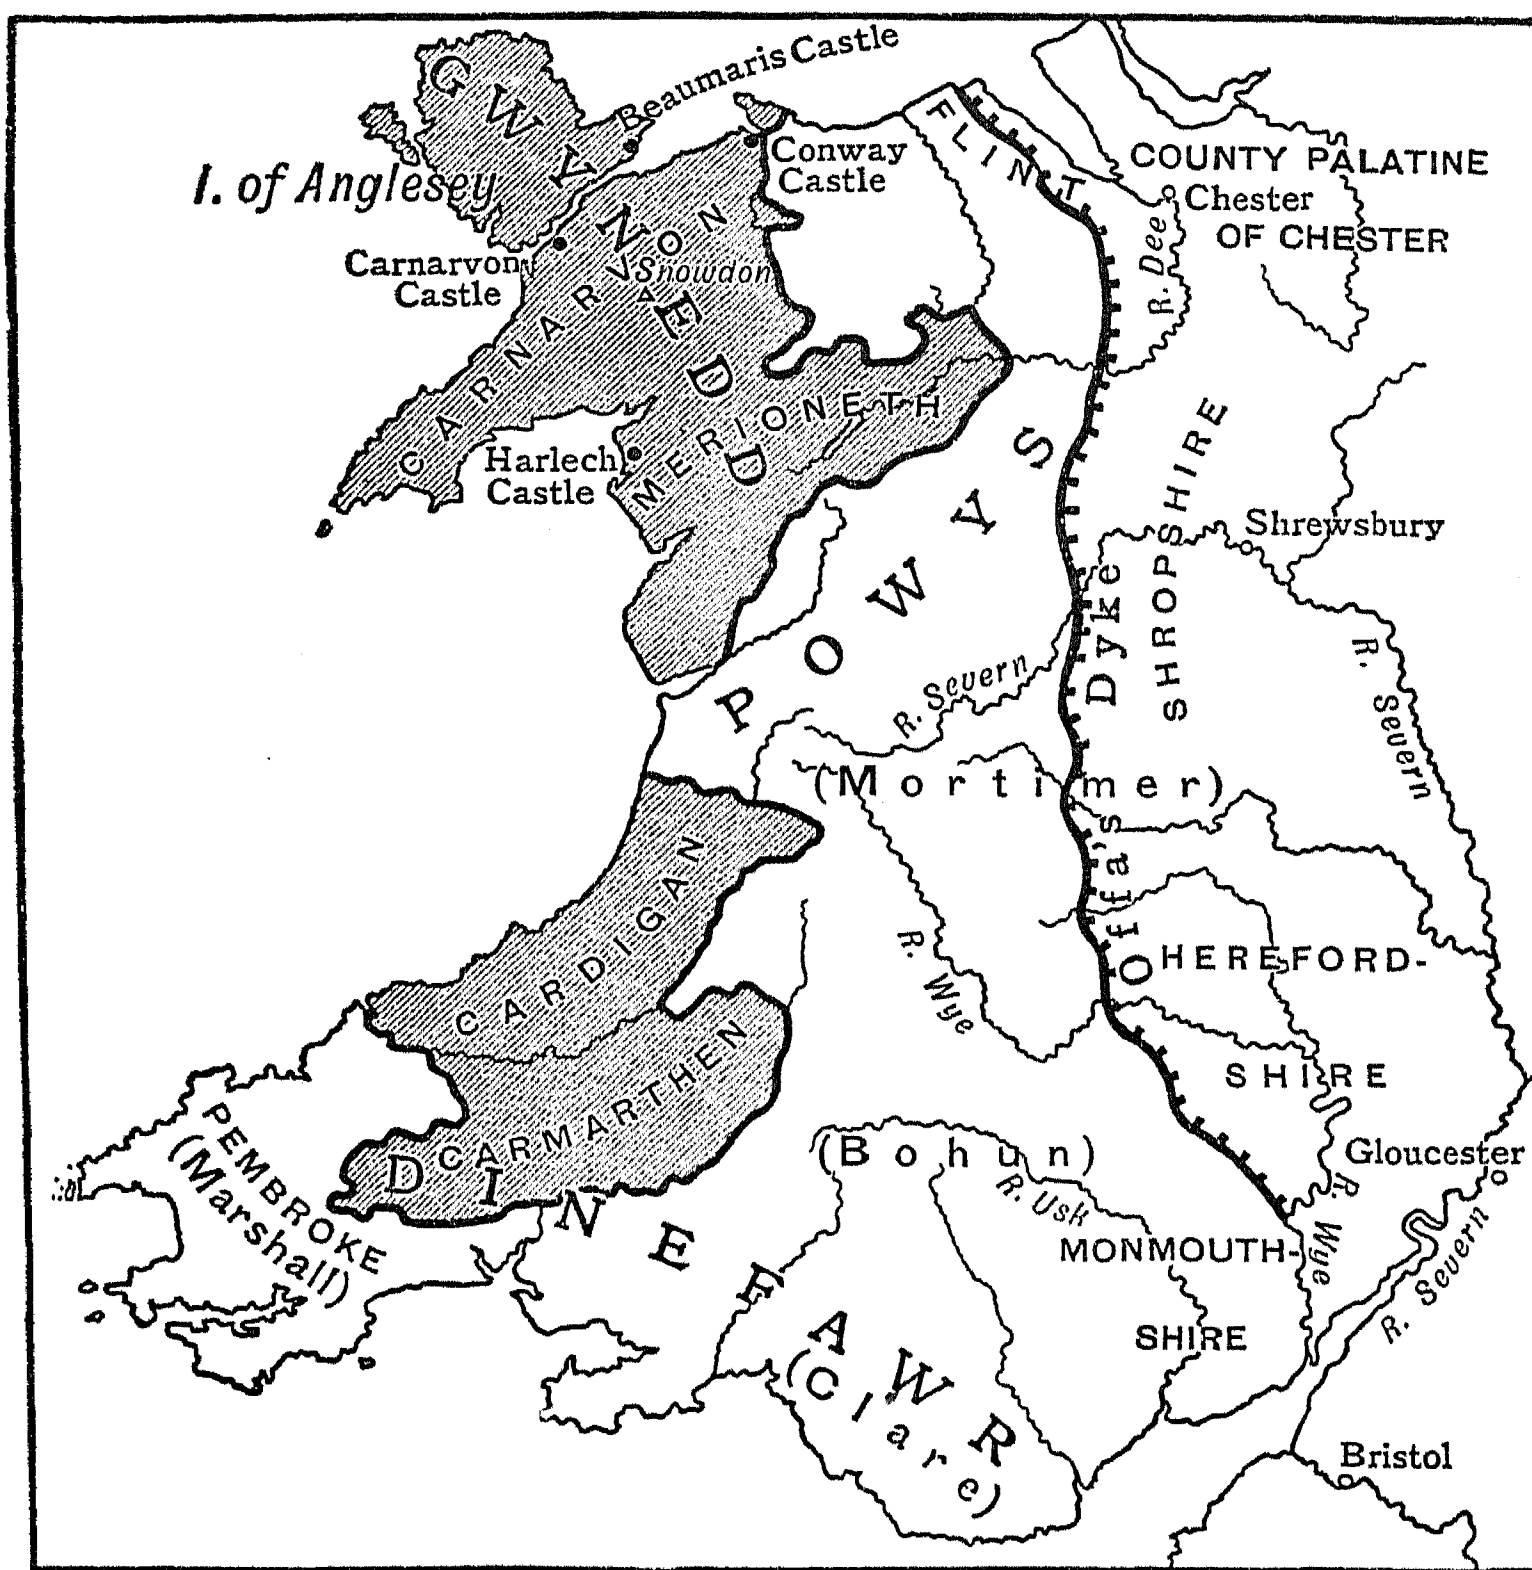 GWYNEDD
Beaumaris Castle
I. of Anglesey
Conway
Castle
FLINT
COUNTY PALATINE
OF CHESTER
Chester
R. Dee
Carnarvon
Castle
Snowdon
CARNARVON
Harlech
Castle
MERIONETH
POWYS
SHROPSHIRE
Shrewsbury
Offa's Dyke
R. Severn
R. Severn
(Mortimer)
CARDIGAN
R. Wye
HEREFORD-
SHIRE
CARMARTHEN
PEMBROKE
(Marshall)
DINEFAWR
(Bohun)
R. Usk
Gloucester
R. Wye
MONMOUTH-
SHIRE
R. Severn
(Clare)
Bristol